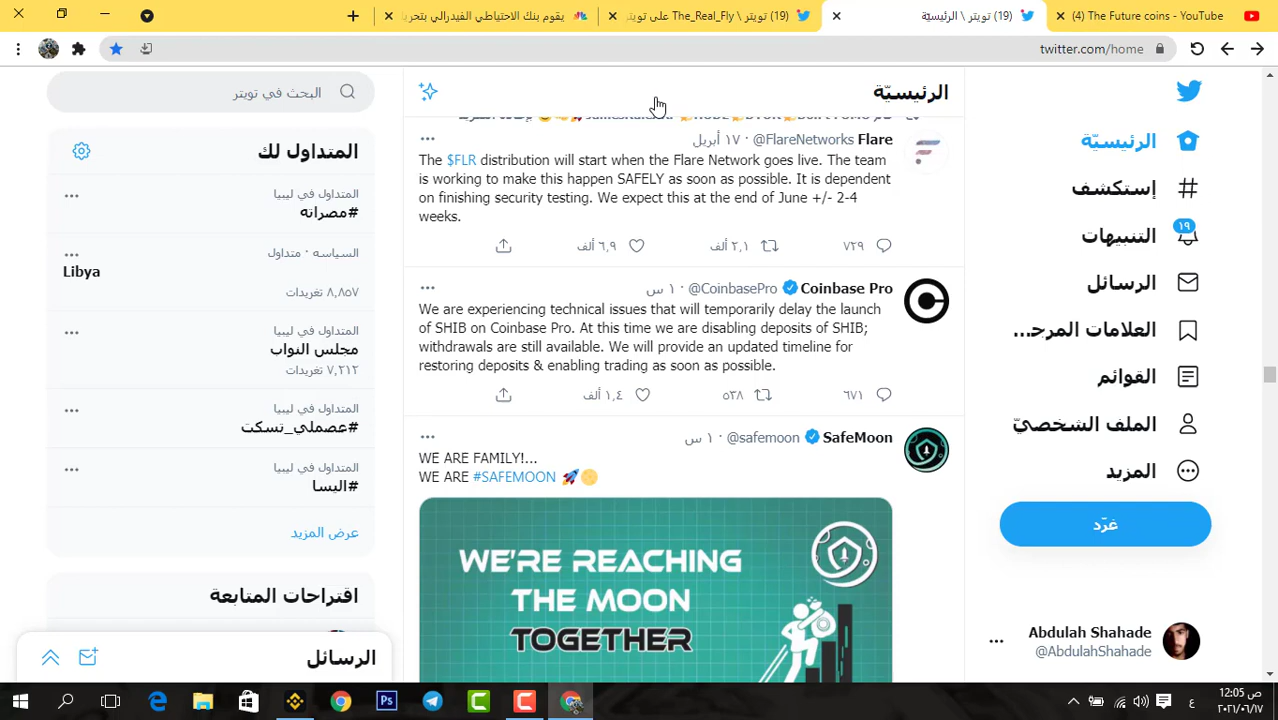 (4) The Future coins - YouTube
(19) تويتر \ الرئيسيّة
(19) تويتر \ The_Real_Fly على تويتر
يقوم بنك الاحتياطي الفيدرالي بتحر
twitter.com/home
الرئيسيّة
إستكشف
التنبيهات
١٩
الرسائل
العلامات المرجـ...
القوائم
الملف الشخصيّ
المزيد
غرّد
Abdulah Shahade
@AbdulahShahade
الرئيسيّة
Flare @FlareNetworks · ١٧ أبريل
The $FLR distribution will start when the Flare Network goes live. The team
is working to make this happen SAFELY as soon as possible. It is dependent
on finishing security testing. We expect this at the end of June +/- 2-4
weeks.
٧٢٩ ٢,١ ألف ٦,٩ ألف
Coinbase Pro @CoinbasePro · ١ س
We are experiencing technical issues that will temporarily delay the launch
of SHIB on Coinbase Pro. At this time we are disabling deposits of SHIB;
withdrawals are still available. We will provide an updated timeline for
restoring deposits & enabling trading as soon as possible.
٦٧١ ٥٣٨ ١,٤ ألف
SafeMoon @safemoon · ١ س
WE ARE FAMILY!...
WE ARE #SAFEMOON 🚀🌕
WE'RE REACHING
THE MOON
TOGETHER
البحث في تويتر
المتداول لك
المتداول في ليبيا
#مصراته
السياسه · متداول
Libya
٨,٨٥٧ تغريدات
المتداول في ليبيا
مجلس النواب
٧,٢١٢ تغريدات
المتداول في ليبيا
#عصملي_تسكت
المتداول في ليبيا
#اليسا
عرض المزيد
اقتراحات المتابعة
الرسائل
Ps
ع
12:05 ص
٢٠٢١/٠٦/١٧